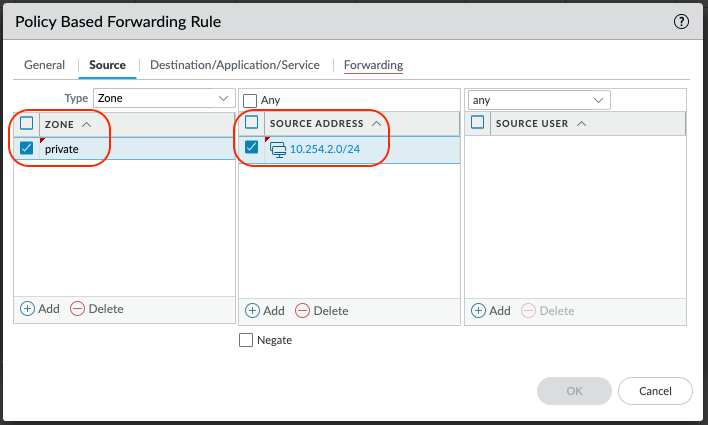 Policy Based Forwarding Rule ?
General Source Destination/Application/Service Forwarding
Type Zone Any any
ZONE SOURCE ADDRESS SOURCE USER
private 10.254.2.0/24
Add Delete Add Delete Add Delete
Negate
OK Cancel